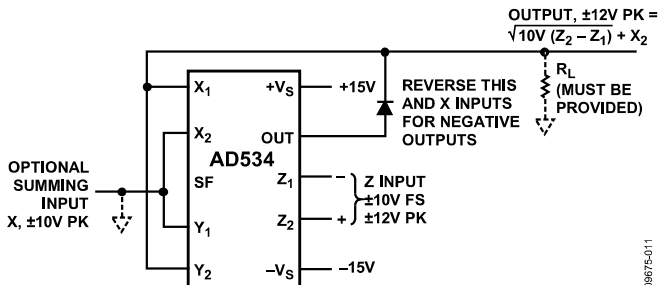 OUTPUT, ±12V PK =
√10V (Z2 – Z1) + X2
X1
+VS
+15V
REVERSE THIS
AND X INPUTS
FOR NEGATIVE
OUTPUTS
RL
(MUST BE
PROVIDED)
X2
OUT
AD534
OPTIONAL
SUMMING
INPUT
X, ±10V PK
SF
Z1
–
Z INPUT
±10V FS
±12V PK
Y1
Z2
+
Y2
–VS
–15V
09675-011